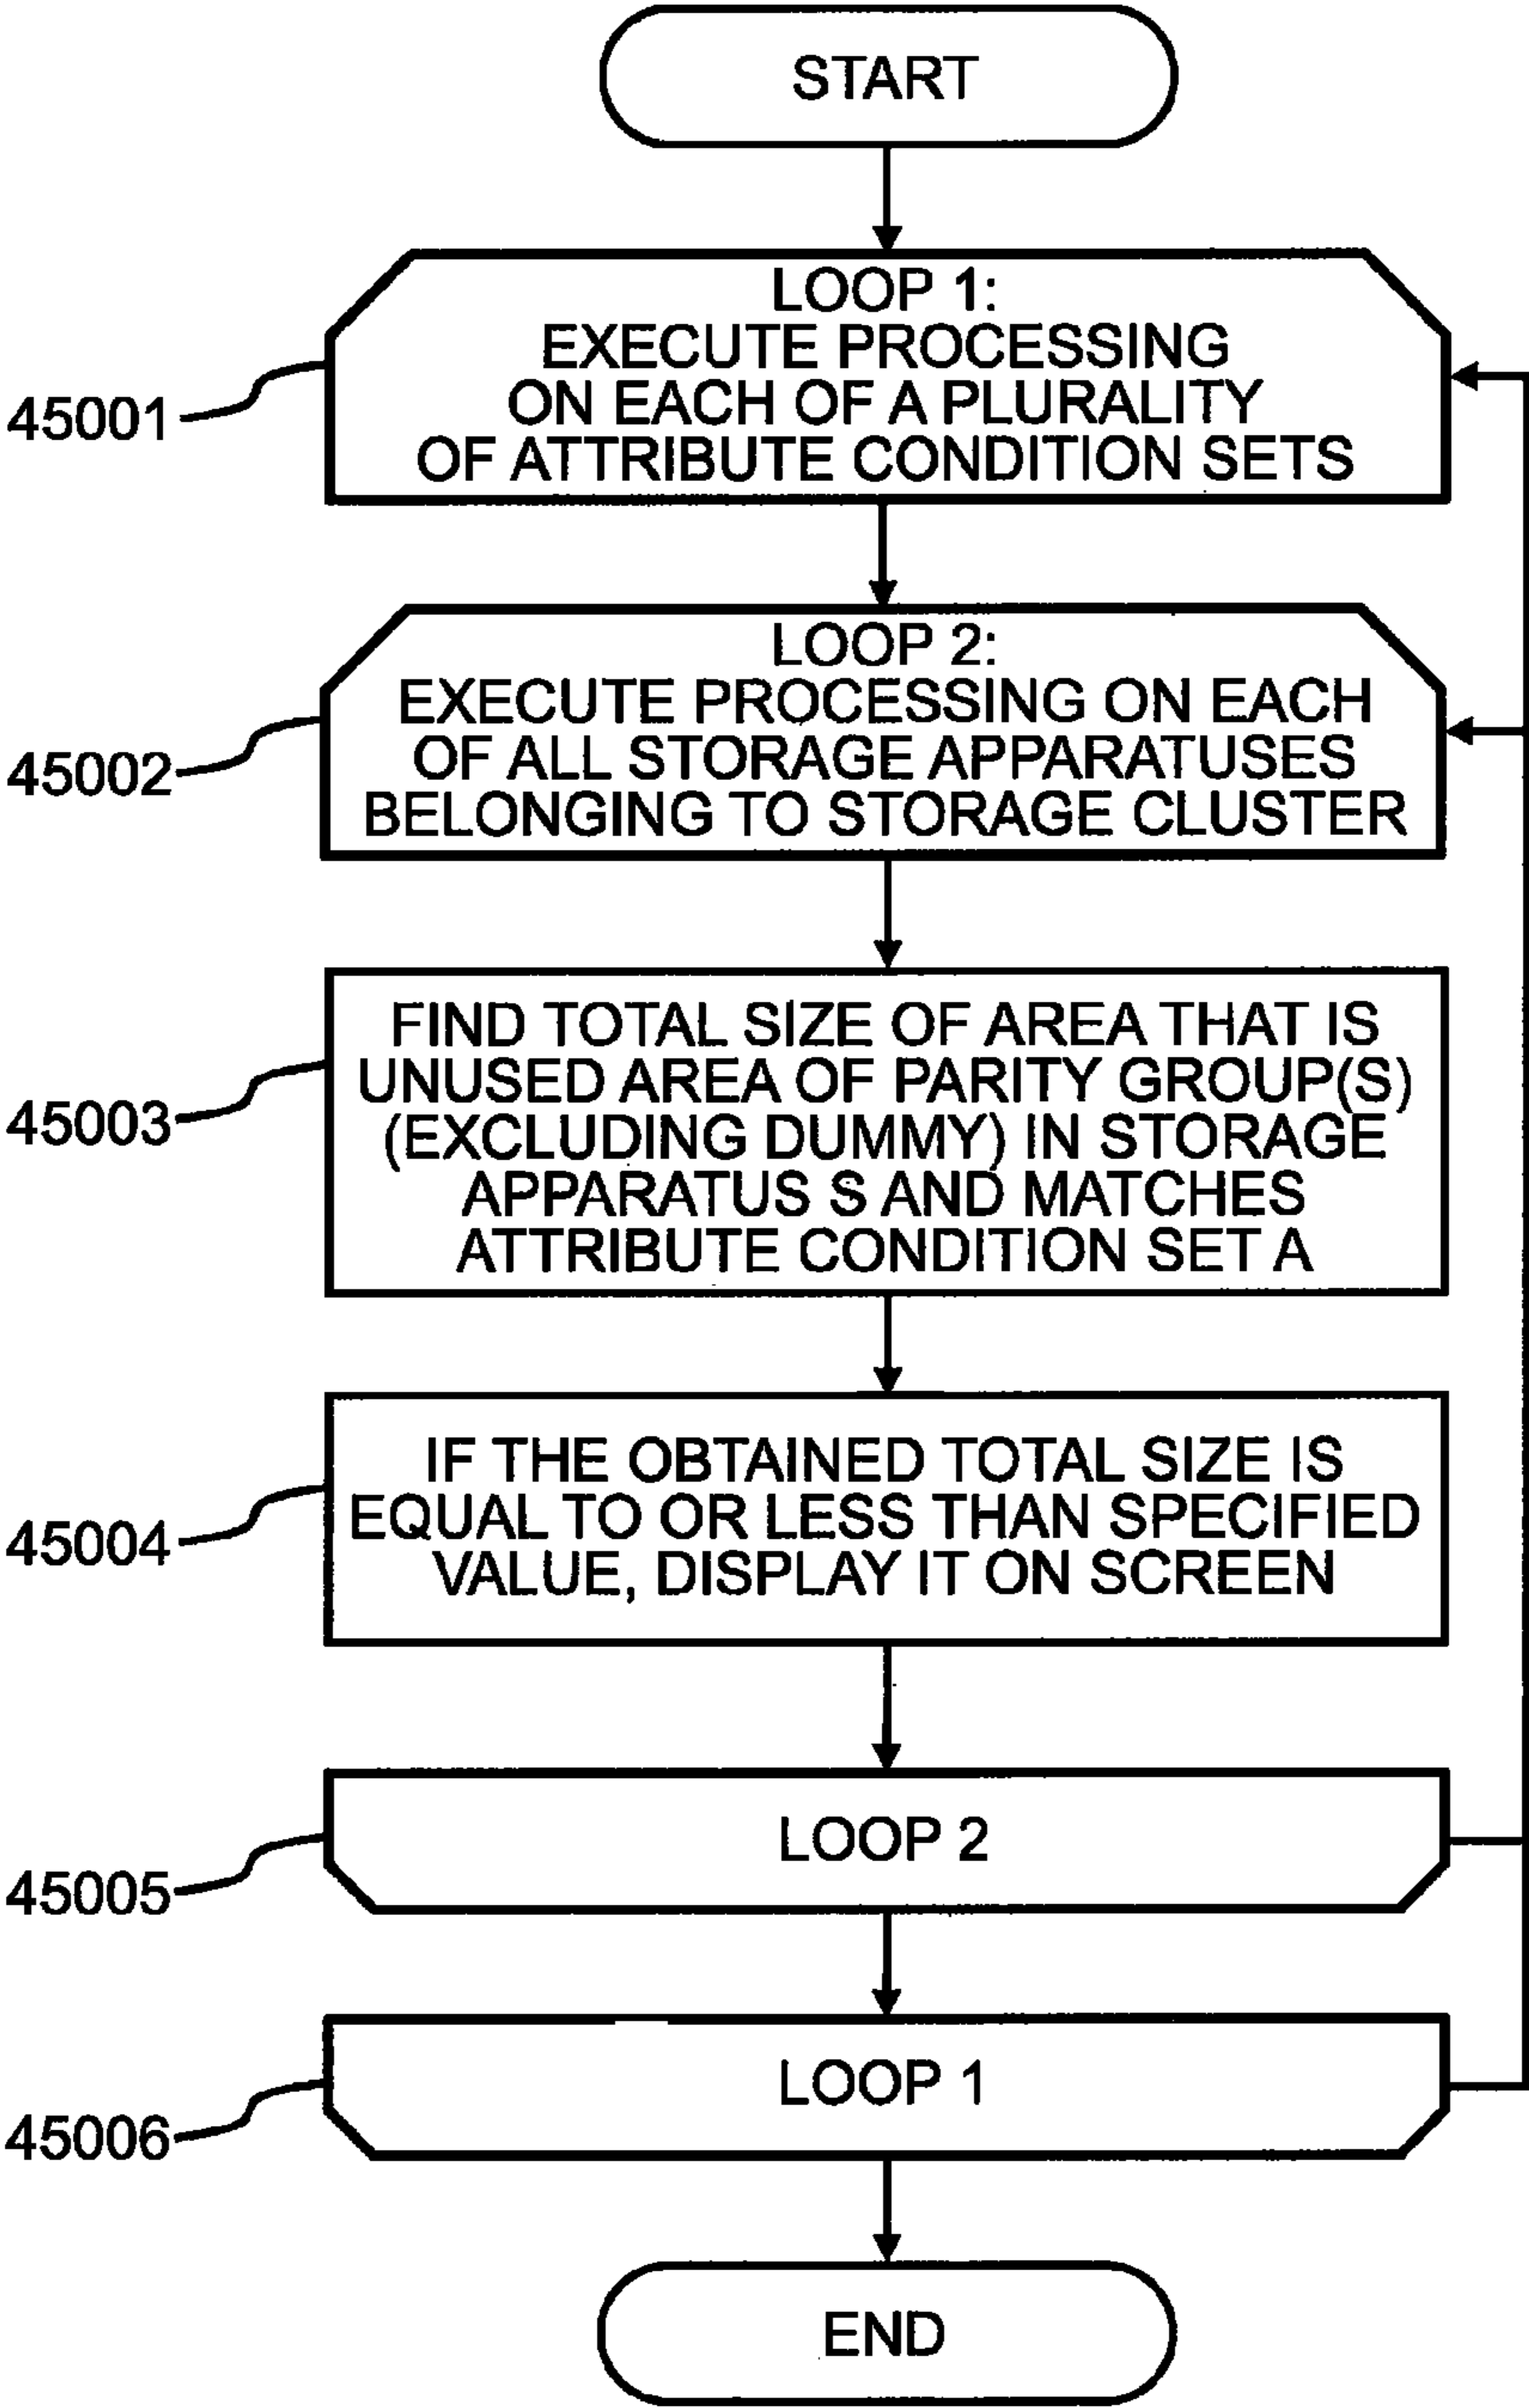 START
LOOP 1:
EXECUTE PROCESSING
ON EACH OF A PLURALITY
OF ATTRIBUTE CONDITION SETS
45001
LOOP 2:
EXECUTE PROCESSING ON EACH
OF ALL STORAGE APPARATUSES
BELONGING TO STORAGE CLUSTER
45002
FIND TOTAL SIZE OF AREA THAT IS
UNUSED AREA OF PARITY GROUP(S)
(EXCLUDING DUMMY) IN STORAGE
APPARATUS S AND MATCHES
ATTRIBUTE CONDITION SET A
45003
IF THE OBTAINED TOTAL SIZE IS
EQUAL TO OR LESS THAN SPECIFIED
VALUE, DISPLAY IT ON SCREEN
45004
LOOP 2
45005
LOOP 1
45006
END